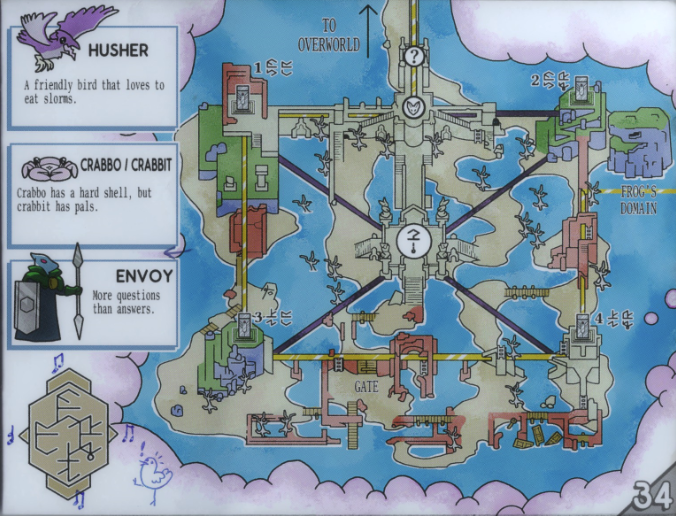 HUSHER
A friendly bird that loves to
eat slorms.
CRABBO / CRABBIT
Crabbo has a hard shell, but
crabbit has pals.
ENVOY
More questions
than answers.
TO
OVERWORLD
?
1
2
FROG'S
DOMAIN
3
4
GATE
34